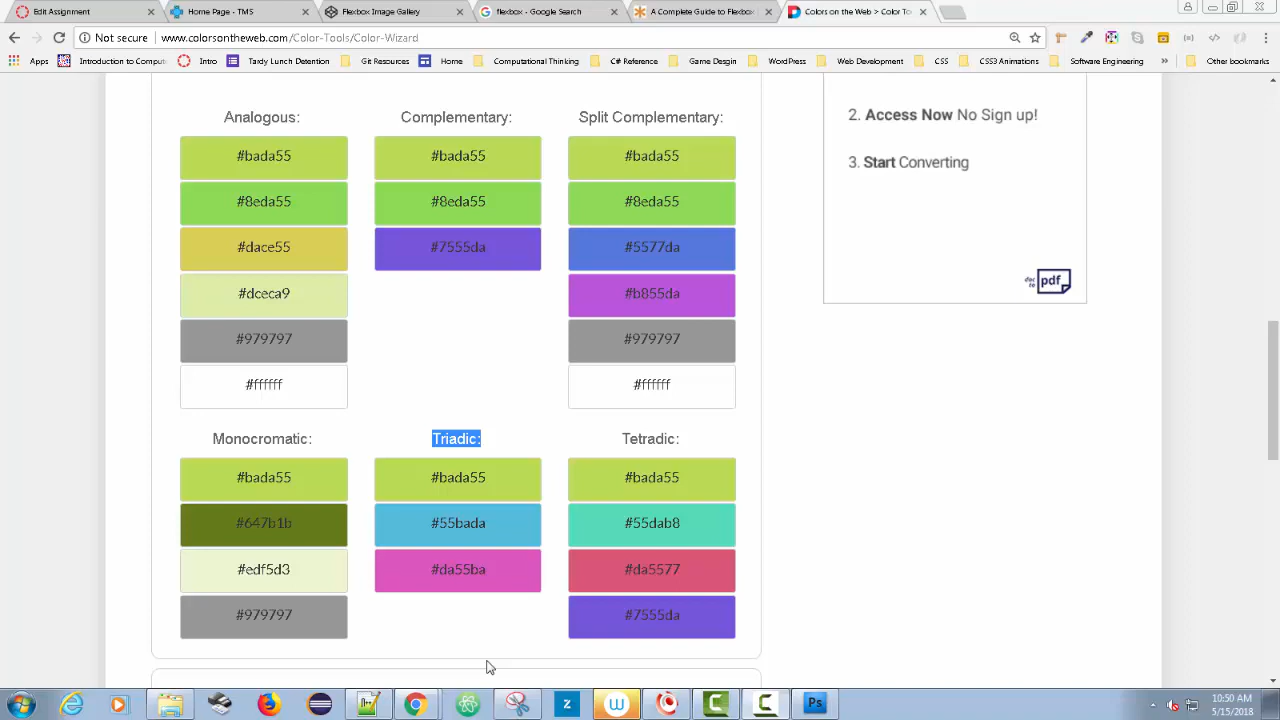 Edit Assignment
Home Page - TMS
Flexbox Image Gallery
flexbox - Google Search
A Complete Guide to Flexbo
Colors on the Web > Color To
Not secure
www.colorsontheweb.com/Color-Tools/Color-Wizard
Apps
Introduction to Comput
Intro
Tardy Lunch Detention
Git Resources
Home
Computational Thinking
C# Reference
Game Desgin
WordPress
Web Development
CSS
CSS3 Animations
Software Engineering
»
Other bookmarks
2. Access Now No Sign up!
3. Start Converting
doc to pdf
Analogous:
#bada55
#8eda55
#dace55
#dceca9
#979797
#ffffff
Complementary:
#bada55
#8eda55
#7555da
Split Complementary:
#bada55
#8eda55
#5577da
#b855da
#979797
#ffffff
Monocromatic:
#bada55
#647b1b
#edf5d3
#979797
Triadic:
#bada55
#55bada
#da55ba
Tetradic:
#bada55
#55dab8
#da5577
#7555da
Z
W
Ps
10:50 AM
5/15/2018